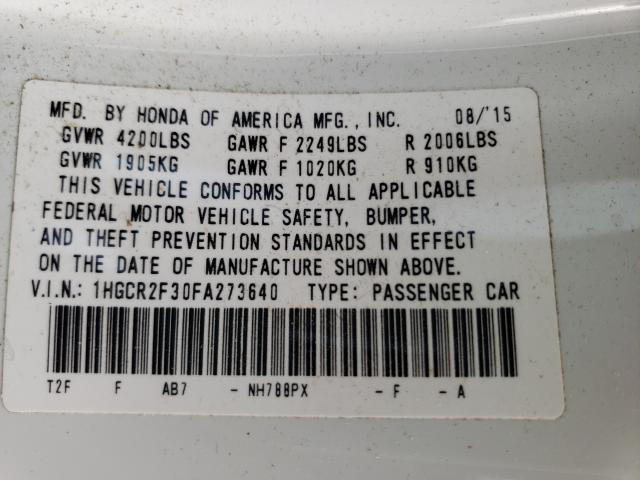 MFD. BY HONDA OF AMERICA MFG., INC. 08/'15
GVWR 4200LBS GAWR F 2249LBS R 2006LBS
GVWR 1905KG GAWR F 1020KG R 910KG
THIS VEHICLE CONFORMS TO ALL APPLICABLE
FEDERAL MOTOR VEHICLE SAFETY, BUMPER,
AND THEFT PREVENTION STANDARDS IN EFFECT
ON THE DATE OF MANUFACTURE SHOWN ABOVE.
V.I.N.: 1HGCR2F30FA273640 TYPE: PASSENGER CAR
T2F F AB7 - NH788PX - F - A